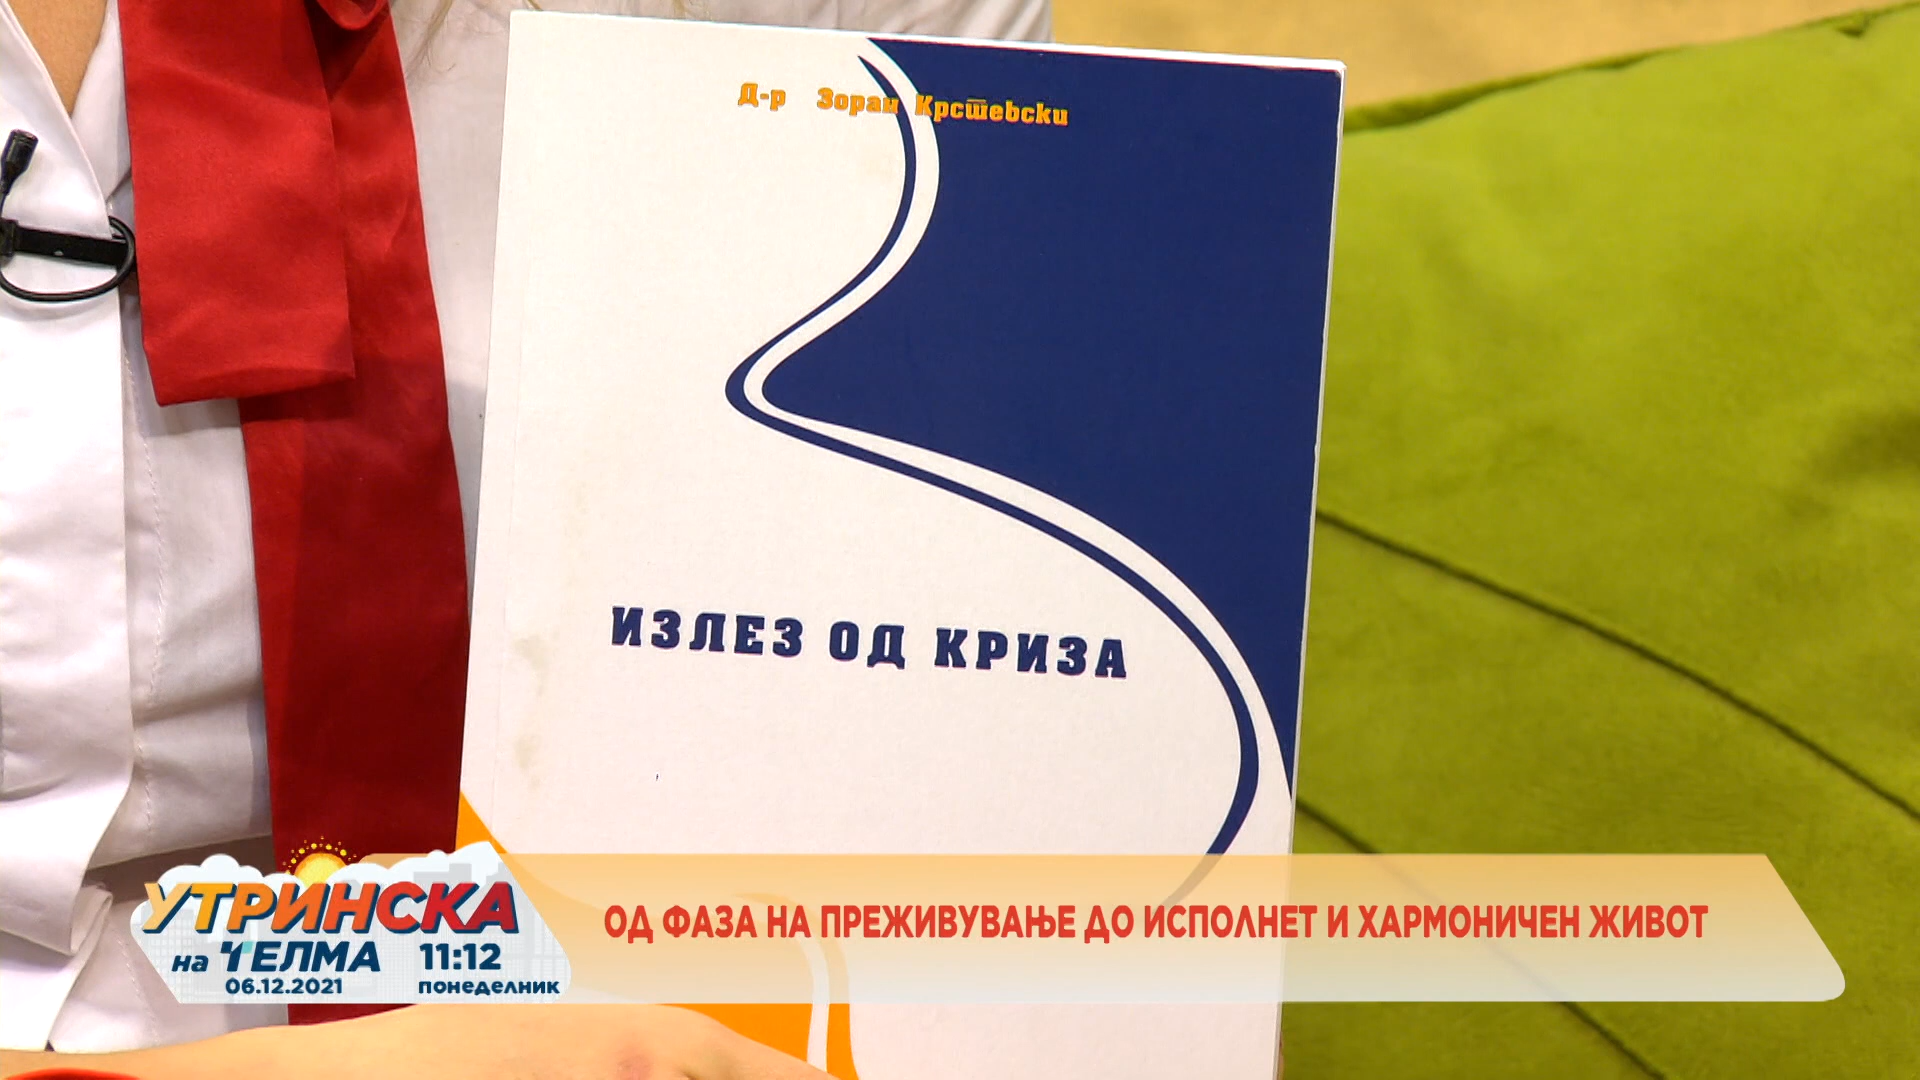 Д-р Зоран Крстевски
ИЗЛЕЗ ОД КРИЗА
УТРИНСКА
на ТЕЛМА 11:12
06.12.2021 понеделник
ОД ФАЗА НА ПРЕЖИВУВАЊЕ ДО ИСПОЛНЕТ И ХАРМОНИЧЕН ЖИВОТ